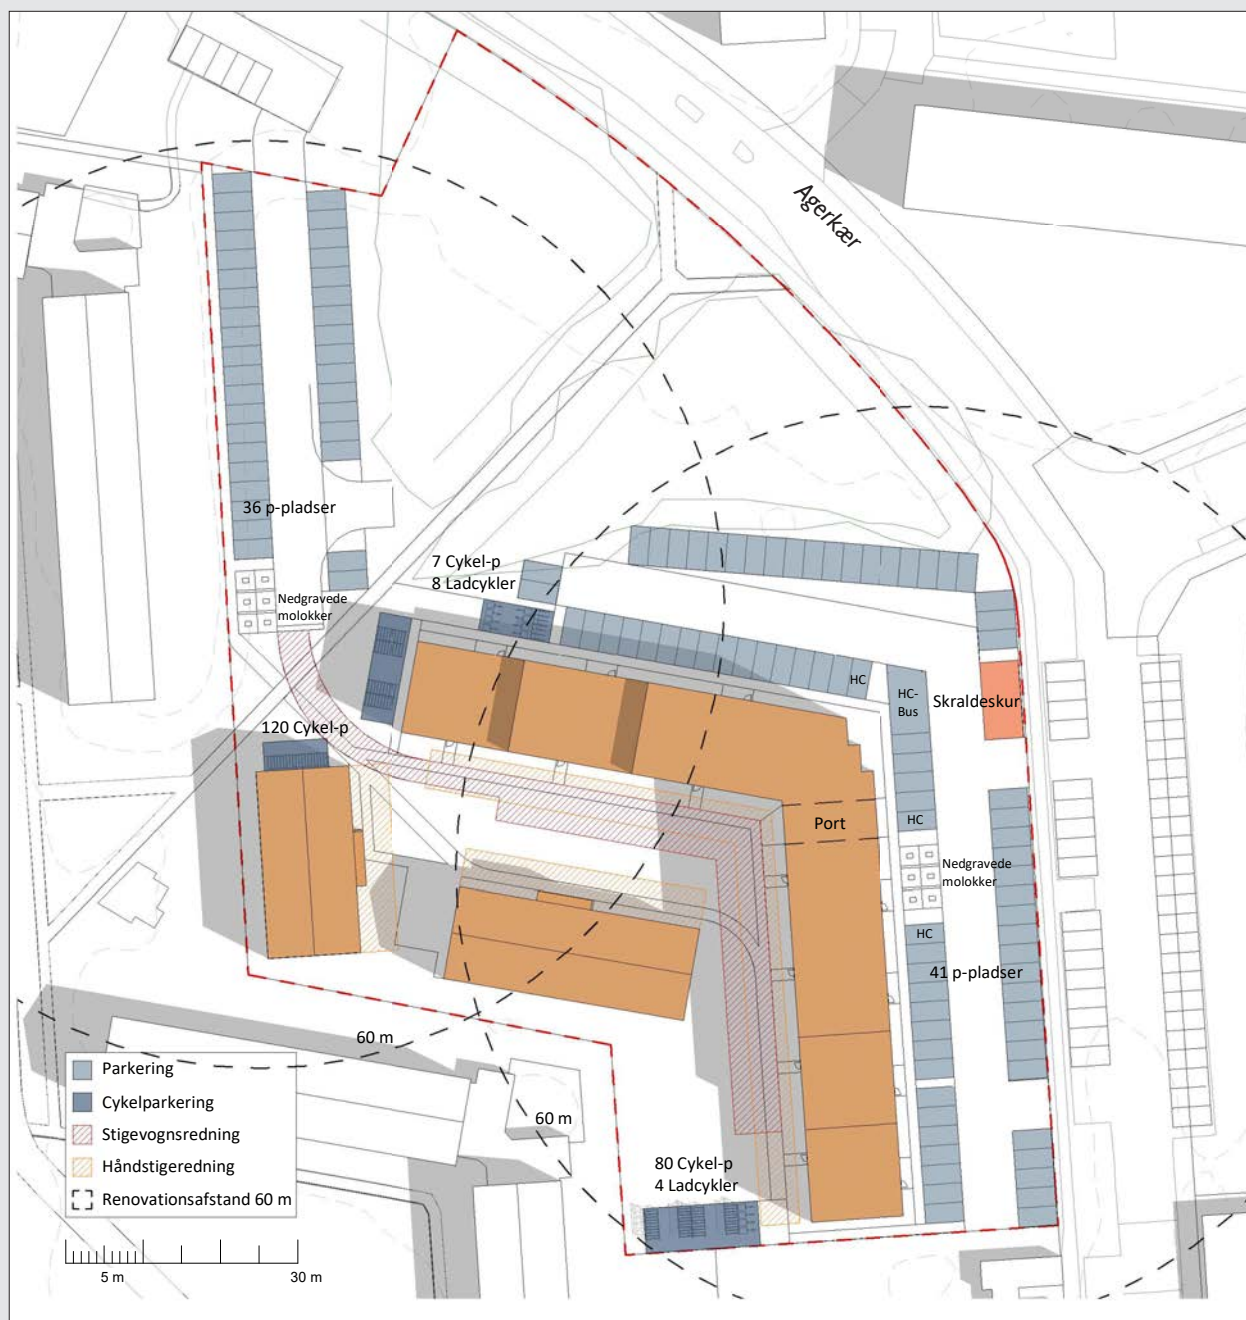 Agerkær
36 p-pladser
7 Cykel-p
8 Ladcykler
Nedgravede
molokker
HC
HC-
Bus
Skraldeskur
120 Cykel-p
Port
HC
Nedgravede
molokker
HC
41 p-pladser
60 m
60 m
80 Cykel-p
4 Ladcykler
Parkering
Cykelparkering
Stigevognsredning
Håndstigeredning
Renovationsafstand 60 m
5 m
30 m